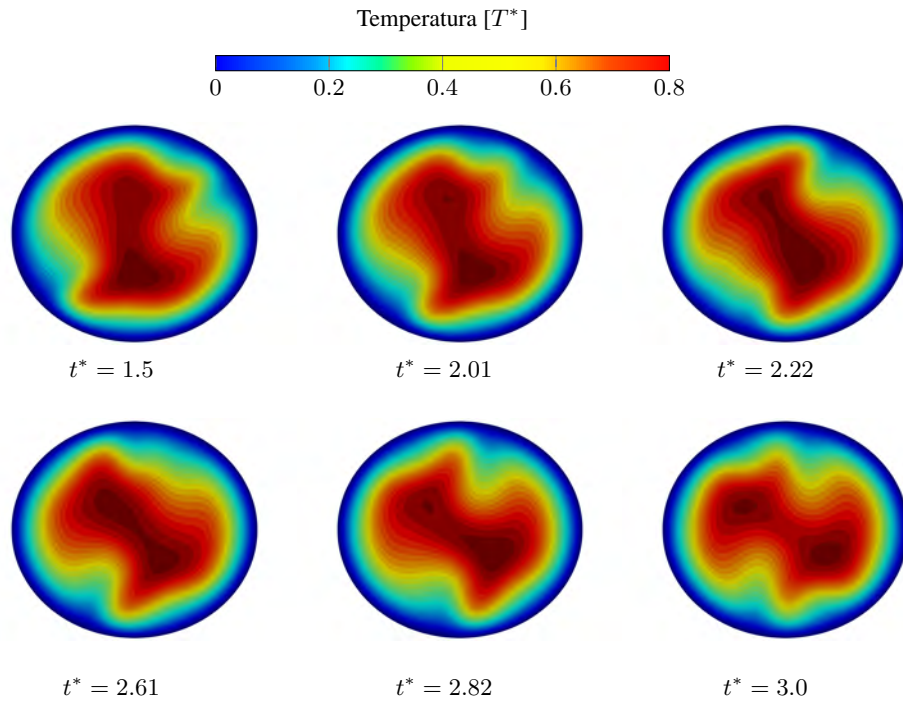 Temperatura [T*]
0 0.2 0.4 0.6 0.8
t* = 1.5 t* = 2.01 t* = 2.22
t* = 2.61 t* = 2.82 t* = 3.0